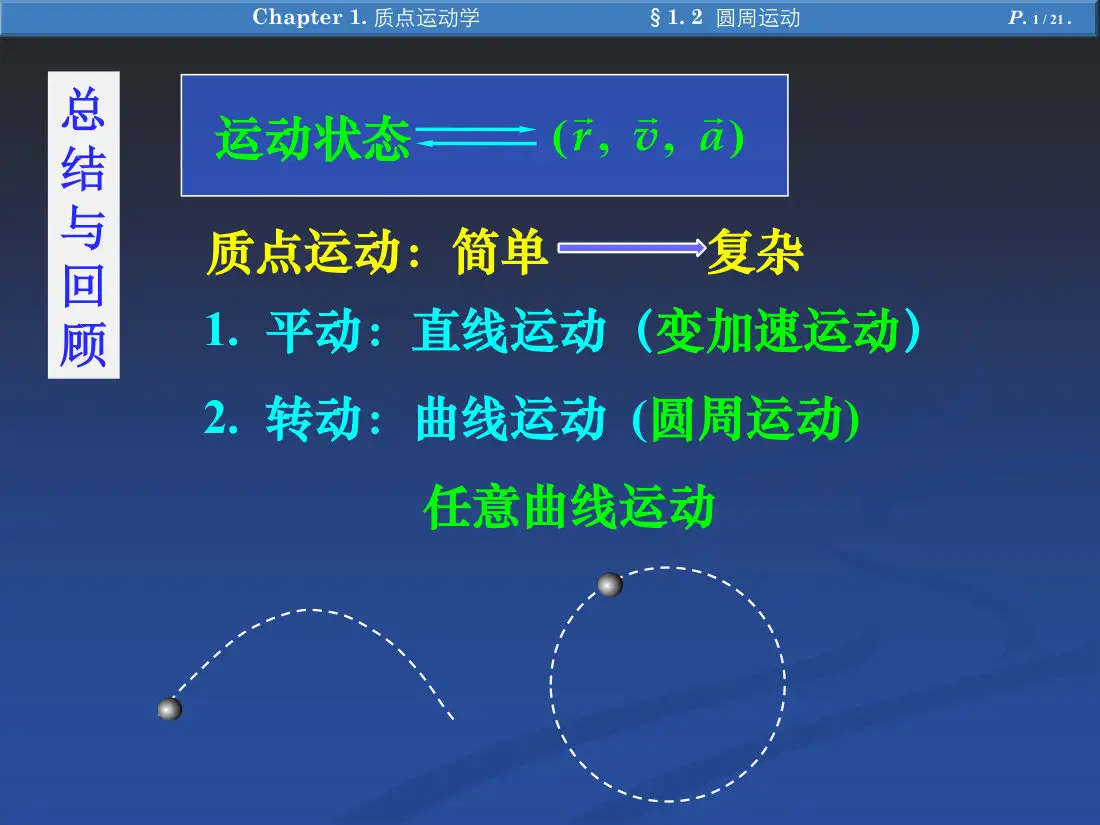 Chapter 1. 质点运动学 §1. 2 圆周运动 P. 1 / 21 .
总结与回顾
运动状态 (r⃗, v⃗, a⃗)
质点运动：简单 复杂
1. 平动：直线运动（变加速运动）
2. 转动：曲线运动 (圆周运动)
任意曲线运动